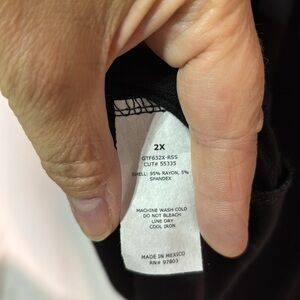 2X
GTF632X-RSS
CUT# 55335
SHELL: 95% RAYON, 5%
SPANDEX
MACHINE WASH COLD
DO NOT BLEACH
LINE DRY
COOL IRON
MADE IN MEXICO
RN# 97803